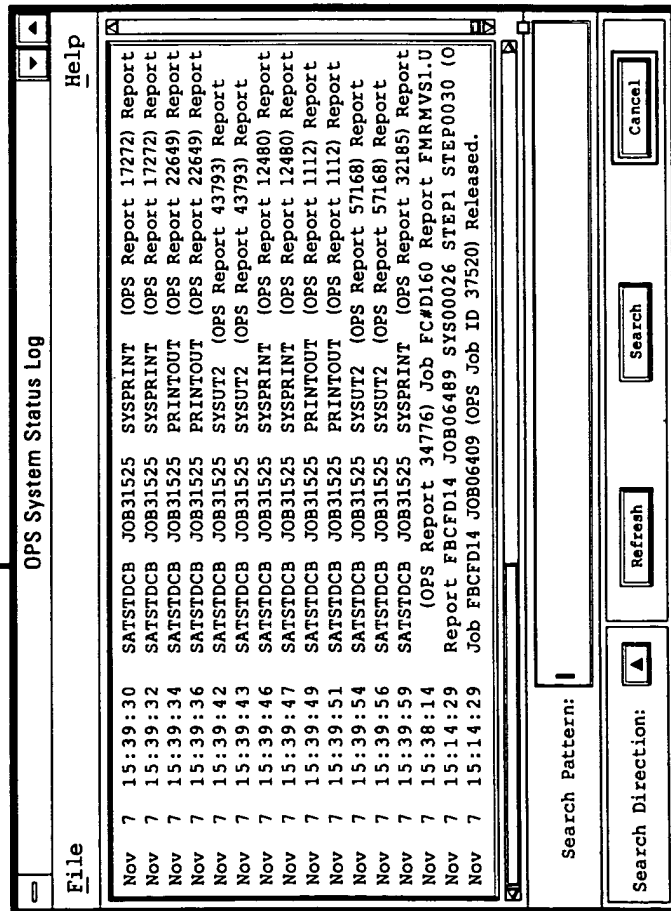 OPS System Status Log
File Help
Nov 7 15:39:30 SATSTDCB JOB31525 SYSPRINT (OPS Report 17272) Report
Nov 7 15:39:32 SATSTDCB JOB31525 SYSPRINT (OPS Report 17272) Report
Nov 7 15:39:34 SATSTDCB JOB31525 PRINTOUT (OPS Report 22649) Report
Nov 7 15:39:36 SATSTDCB JOB31525 PRINTOUT (OPS Report 22649) Report
Nov 7 15:39:42 SATSTDCB JOB31525 SYSUT2 (OPS Report 43793) Report
Nov 7 15:39:43 SATSTDCB JOB31525 SYSUT2 (OPS Report 43793) Report
Nov 7 15:39:46 SATSTDCB JOB31525 SYSPRINT (OPS Report 12480) Report
Nov 7 15:39:47 SATSTDCB JOB31525 SYSPRINT (OPS Report 12480) Report
Nov 7 15:39:49 SATSTDCB JOB31525 PRINTOUT (OPS Report 1112) Report
Nov 7 15:39:51 SATSTDCB JOB31525 PRINTOUT (OPS Report 1112) Report
Nov 7 15:39:54 SATSTDCB JOB31525 SYSUT2 (OPS Report 57168) Report
Nov 7 15:39:56 SATSTDCB JOB31525 SYSUT2 (OPS Report 57168) Report
Nov 7 15:39:59 SATSTDCB JOB31525 SYSPRINT (OPS Report 32185) Report
Nov 7 15:38:14 (OPS Report 34776) Job FC#D160 Report FMRMVS1.U
Nov 7 15:14:29 Report FBCFD14 JOB06489 SYS00026 STEP1 STEP0030 (O
Nov 7 15:14:29 Job FBCFD14 JOB06409 (OPS Job ID 37520) Released.
Search Pattern:
Search Direction: Refresh Search Cancel